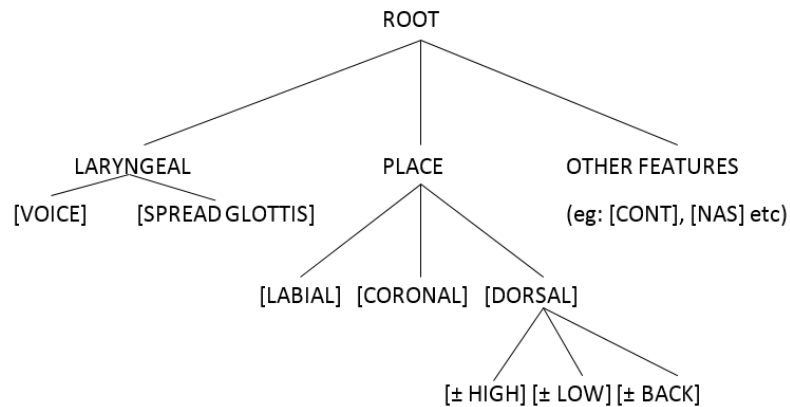 ROOT
LARYNGEAL PLACE OTHER FEATURES
[VOICE] [SPREAD GLOTTIS] (eg: [CONT], [NAS] etc)
[LABIAL] [CORONAL] [DORSAL]
[± HIGH] [± LOW] [± BACK]